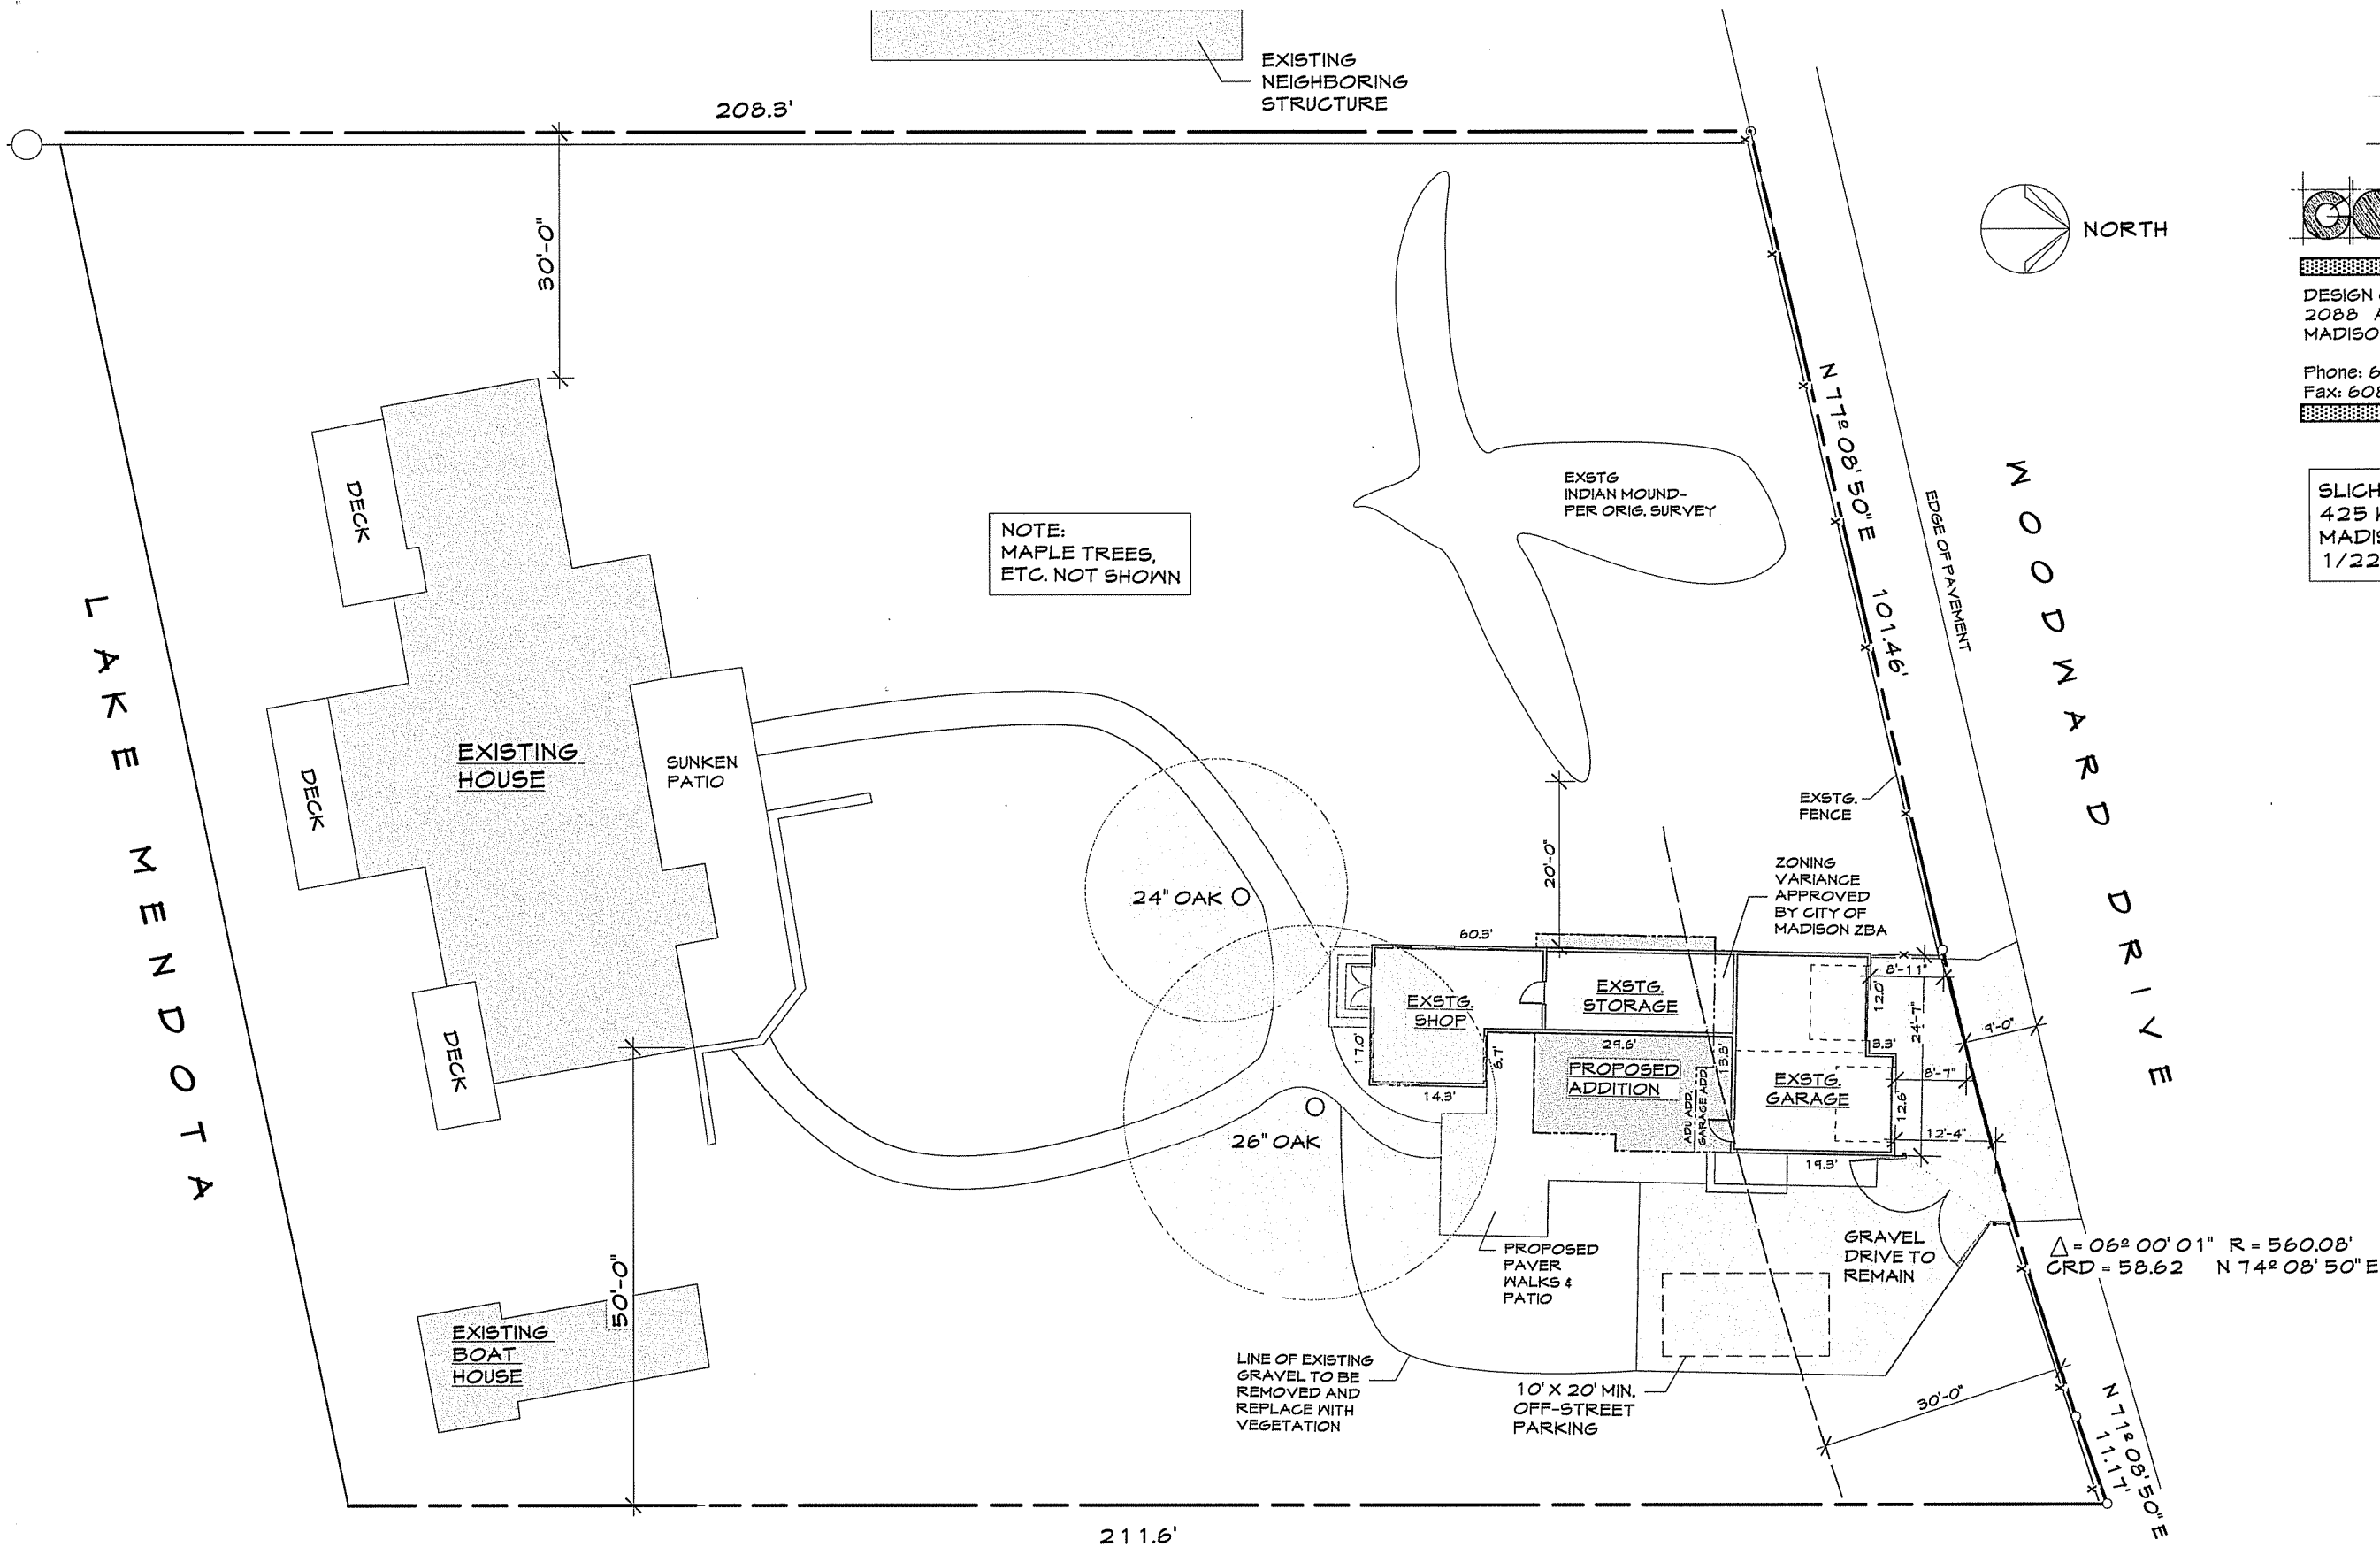 EXISTING
NEIGHBORING
STRUCTURE
208.3'
30'-0"
NORTH
DESIGN
2088 A
MADISO
Phone: 6
Fax: 608
SLICH
425 W
MADIS
1/22
N 77º 08' 50" E 101.46'
EDGE OF PAVEMENT
WOODWARD DRIVE
EXSTG
INDIAN MOUND-
PER ORIG. SURVEY
NOTE:
MAPLE TREES,
ETC. NOT SHOWN
LAKE MENDOTA
DECK
DECK
DECK
EXISTING
HOUSE
SUNKEN
PATIO
EXSTG.
FENCE
ZONING
VARIANCE
APPROVED
BY CITY OF
MADISON ZBA
20'-0"
24" OAK
26" OAK
60.3'
EXSTG.
SHOP
EXSTG.
STORAGE
17.0'
14.3'
6.7'
29.6'
13.8'
PROPOSED
ADDITION
ADU ADD.
GARAGE ADD.
EXSTG.
GARAGE
8'-11"
12.0'
24'-7"
9'-0"
3.3'
8'-7"
12.6'
12'-4"
19.3'
GRAVEL
DRIVE TO
REMAIN
PROPOSED
PAVER
WALKS &
PATIO
LINE OF EXISTING
GRAVEL TO BE
REMOVED AND
REPLACE WITH
VEGETATION
10' X 20' MIN.
OFF-STREET
PARKING
Δ = 06º 00' 01" R = 560.08'
CRD = 58.62 N 74º 08' 50" E
30'-0"
N 71º 08' 50" E
11.17'
EXISTING
BOAT
HOUSE
50'-0"
211.6'